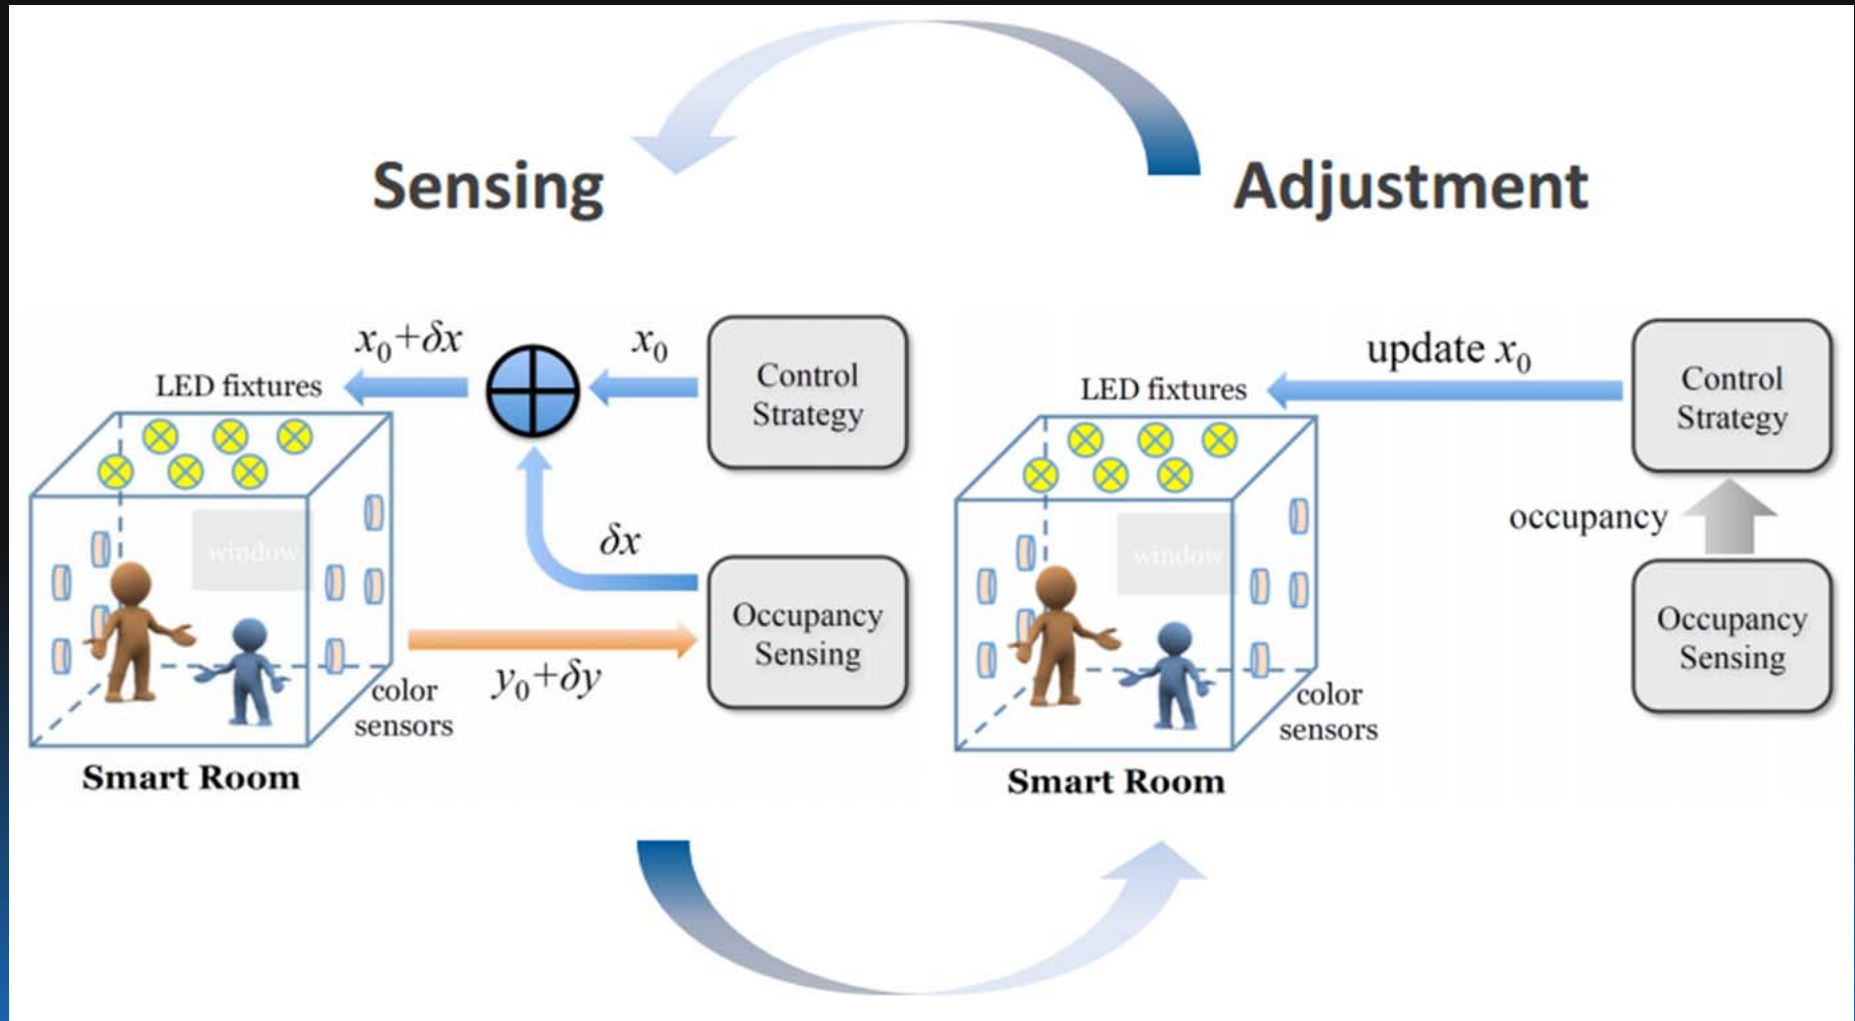 Sensing
Adjustment
x₀+δx
x₀
LED fixtures
Control
Strategy
window
δx
Occupancy
Sensing
y₀+δy
color
sensors
Smart Room
update x₀
LED fixtures
Control
Strategy
occupancy
window
Occupancy
Sensing
color
sensors
Smart Room